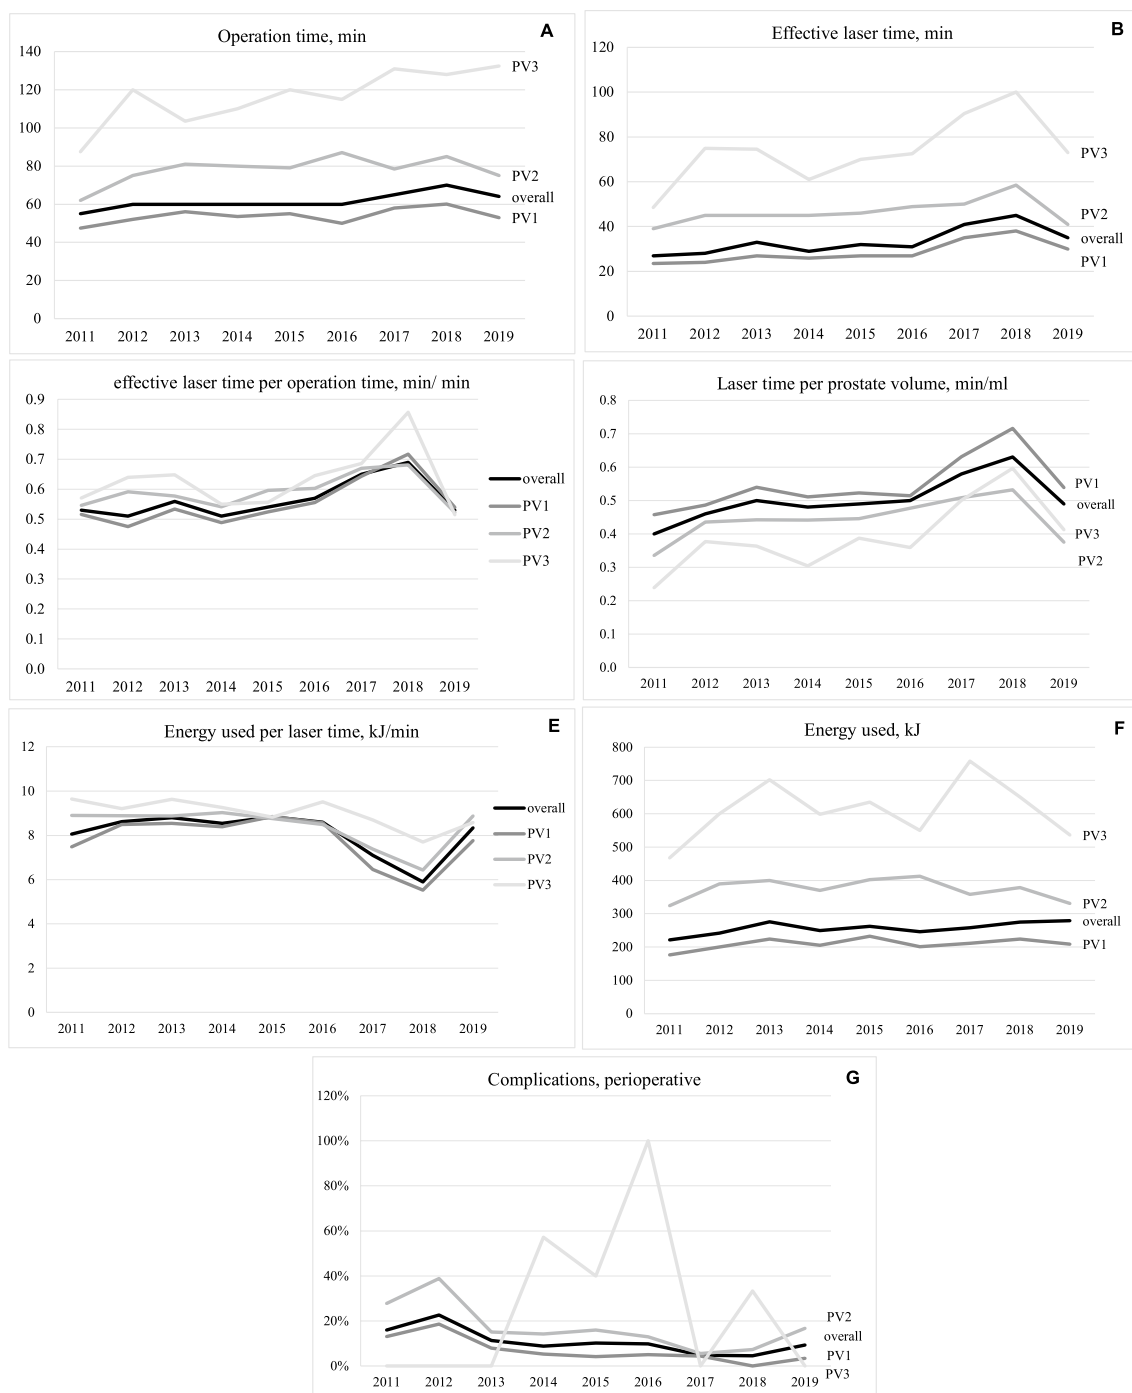 Operation time, min
A
140
120
100
80
60
40
20
0
2011 2012 2013 2014 2015 2016 2017 2018 2019
PV3
PV2
overall
PV1
Effective laser time, min
B
120
100
80
60
40
20
0
2011 2012 2013 2014 2015 2016 2017 2018 2019
PV3
PV2
overall
PV1
effective laser time per operation time, min/ min
0.9
0.8
0.7
0.6
0.5
0.4
0.3
0.2
0.1
0.0
2011 2012 2013 2014 2015 2016 2017 2018 2019
overall
PV1
PV2
PV3
Laser time per prostate volume, min/ml
0.8
0.7
0.6
0.5
0.4
0.3
0.2
0.1
0.0
2011 2012 2013 2014 2015 2016 2017 2018 2019
PV1
overall
PV3
PV2
Energy used per laser time, kJ/min
E
12
10
8
6
4
2
0
2011 2012 2013 2014 2015 2016 2017 2018 2019
overall
PV1
PV2
PV3
Energy used, kJ
F
800
700
600
500
400
300
200
100
0
2011 2012 2013 2014 2015 2016 2017 2018 2019
PV3
PV2
overall
PV1
Complications, perioperative
G
120%
100%
80%
60%
40%
20%
0%
2011 2012 2013 2014 2015 2016 2017 2018 2019
PV2
overall
PV1
PV3